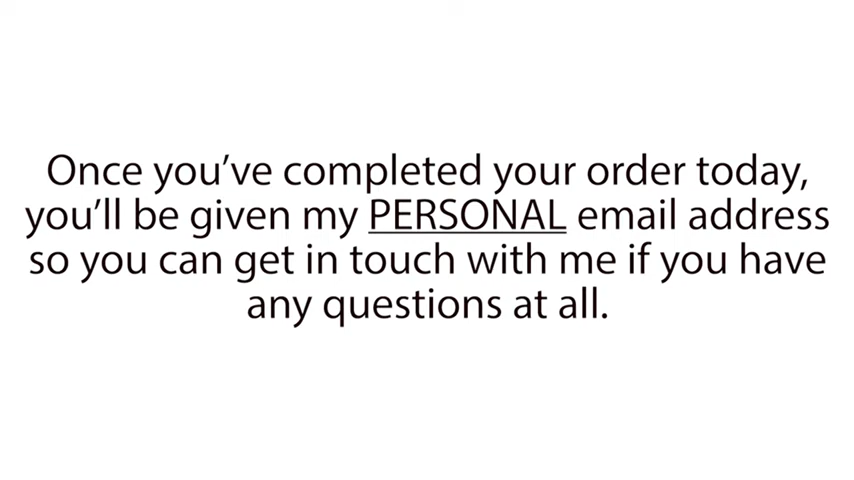 Once you’ve completed your order today,
you’ll be given my PERSONAL email address
so you can get in touch with me if you have
any questions at all.